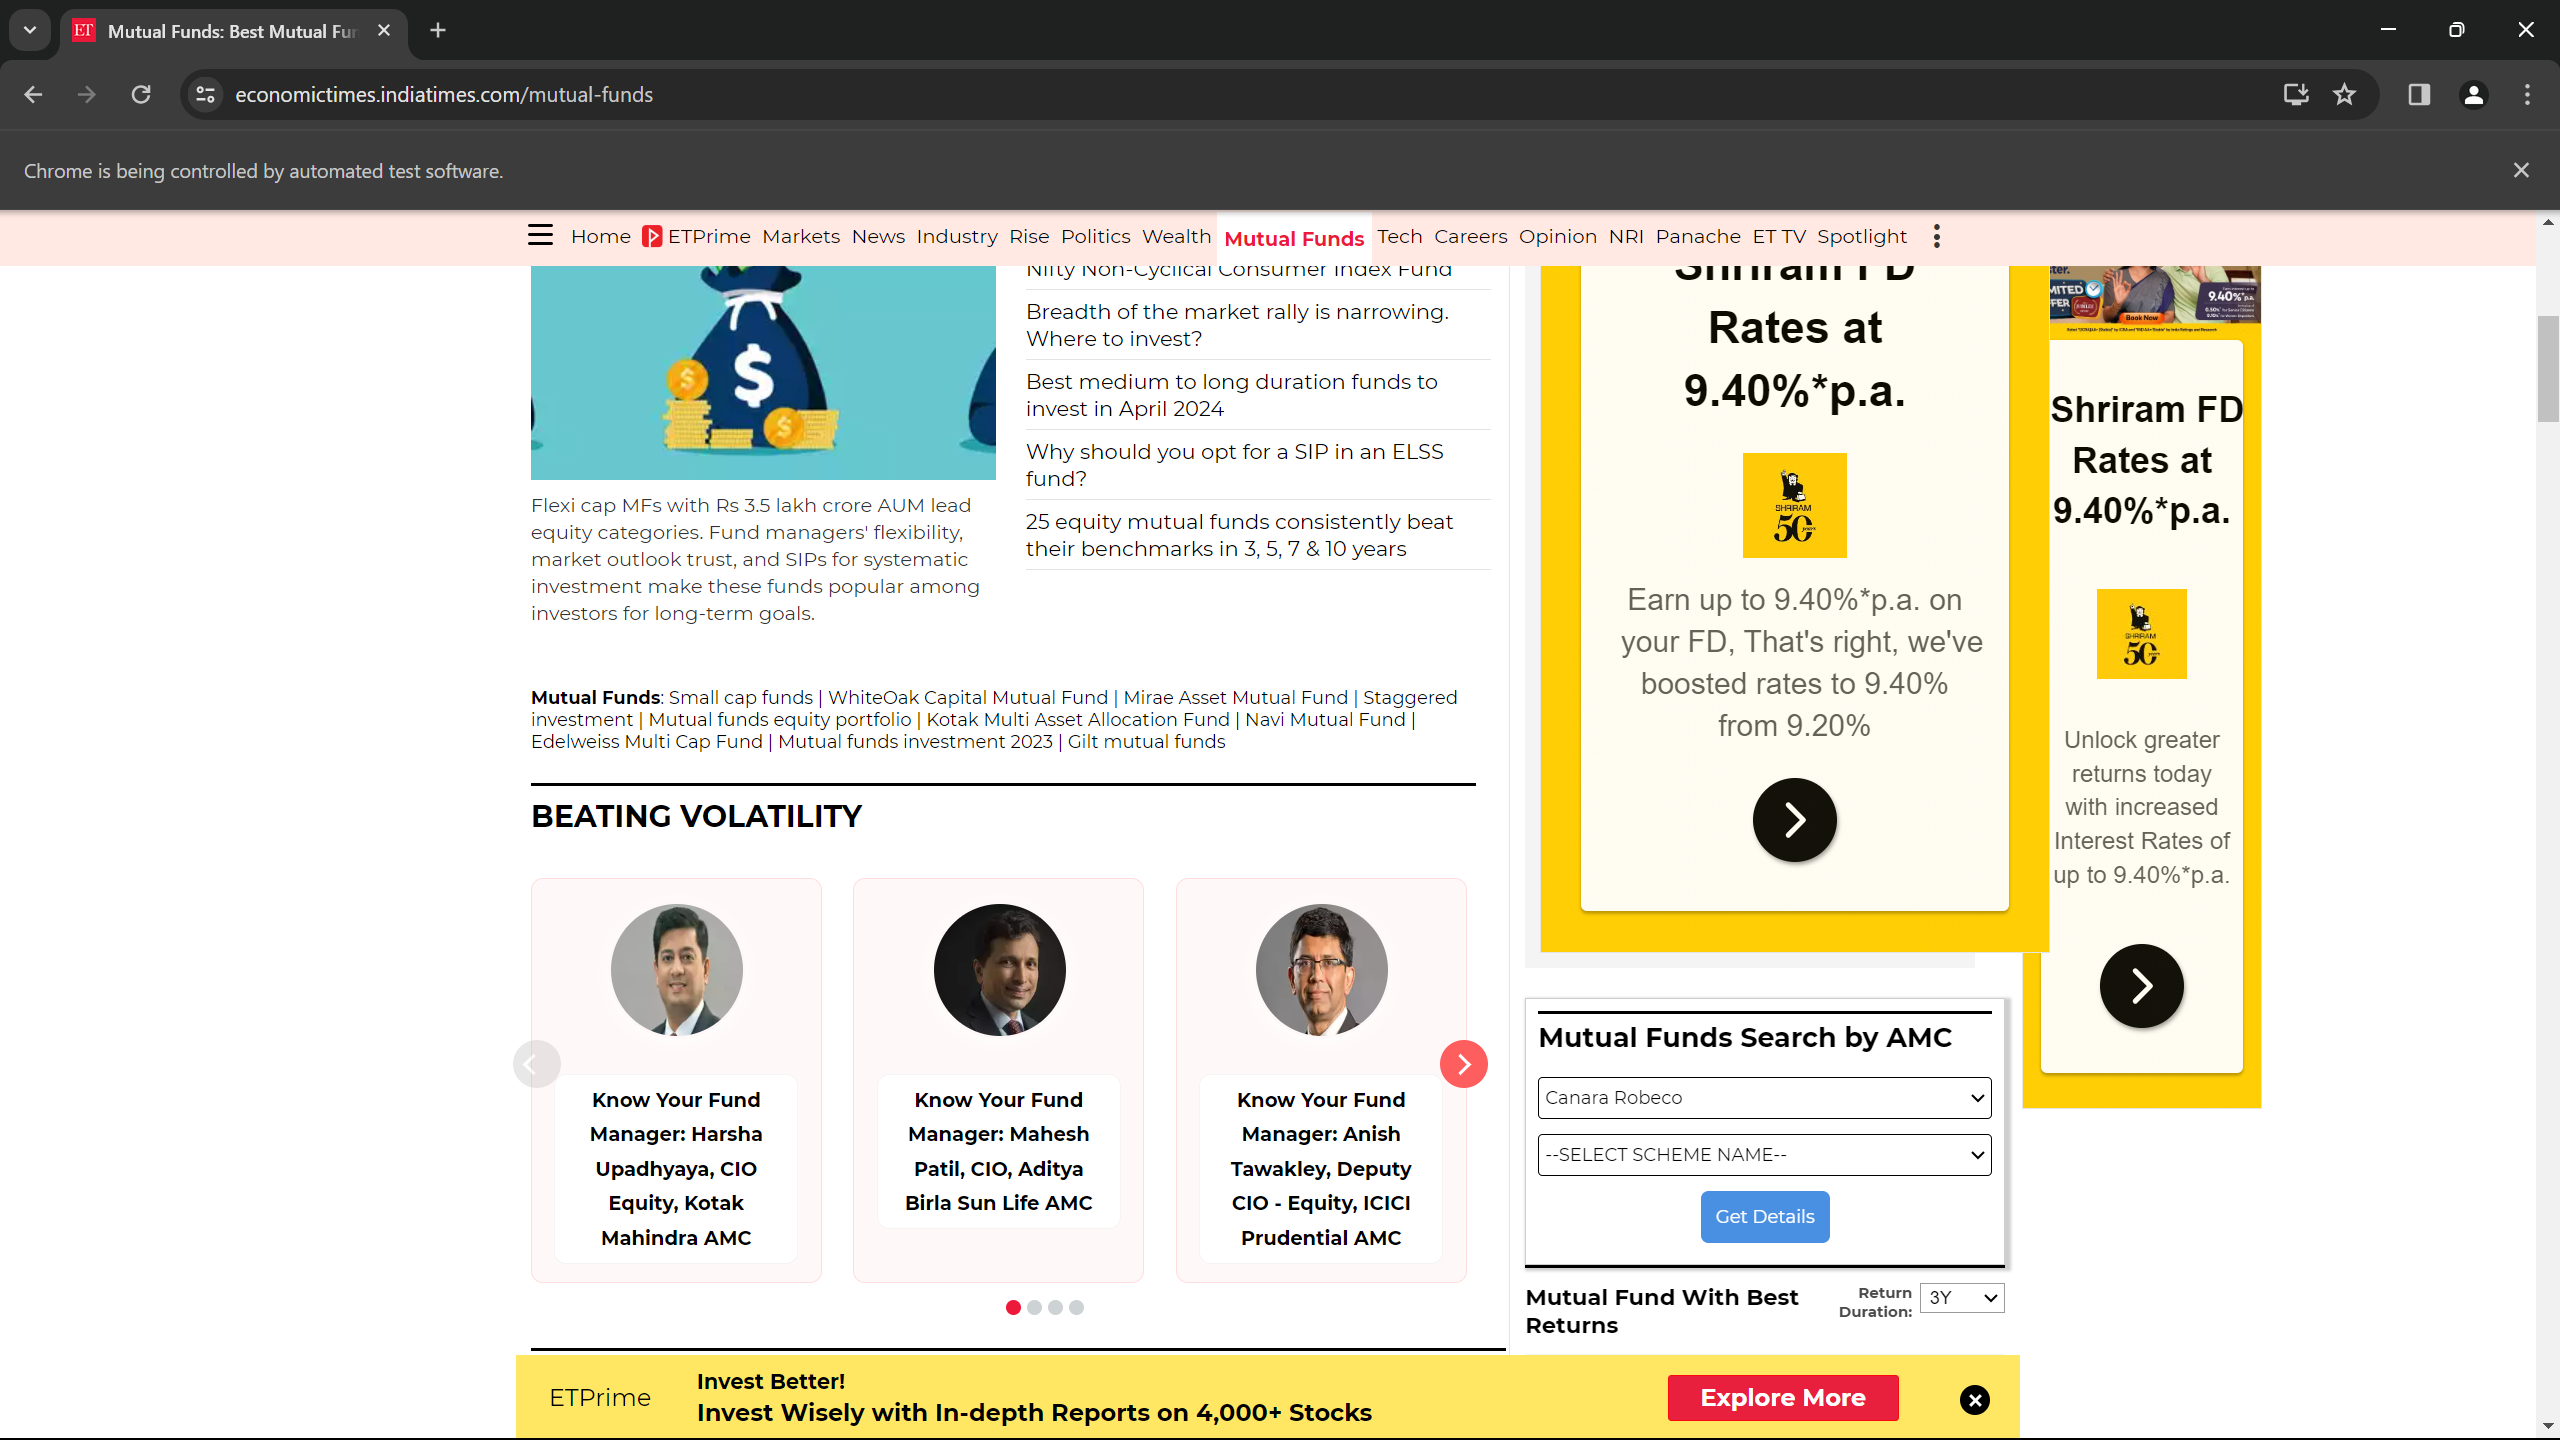 Mutual Funds: Best Mutual Fu
economictimes.indiatimes.com/mutual-funds
Chrome is being controlled by automated test software.
Home ETPrime Markets News Industry Rise Politics Wealth Mutual Funds Tech Careers Opinion NRI Panache ET TV Spotlight
Nifty Non-Cyclical Consumer Index Fund
Breadth of the market rally is narrowing.
Where to invest?
Best medium to long duration funds to
invest in April 2024
Why should you opt for a SIP in an ELSS
fund?
25 equity mutual funds consistently beat
their benchmarks in 3, 5, 7 & 10 years
Flexi cap MFs with Rs 3.5 lakh crore AUM lead
equity categories. Fund managers' flexibility,
market outlook trust, and SIPs for systematic
investment make these funds popular among
investors for long-term goals.
Mutual Funds: Small cap funds | WhiteOak Capital Mutual Fund | Mirae Asset Mutual Fund | Staggered
investment | Mutual funds equity portfolio | Kotak Multi Asset Allocation Fund | Navi Mutual Fund |
Edelweiss Multi Cap Fund | Mutual funds investment 2023 | Gilt mutual funds
BEATING VOLATILITY
Know Your Fund
Manager: Harsha
Upadhyaya, CIO
Equity, Kotak
Mahindra AMC
Know Your Fund
Manager: Mahesh
Patil, CIO, Aditya
Birla Sun Life AMC
Know Your Fund
Manager: Anish
Tawakley, Deputy
CIO - Equity, ICICI
Prudential AMC
Shriram FD
Rates at
9.40%*p.a.
SHRIRAM
50 years
Earn up to 9.40%*p.a. on
your FD, That's right, we've
boosted rates to 9.40%
from 9.20%
9.40%*p.a.
Book Now
Shriram FD
Rates at
9.40%*p.a.
SHRIRAM
50
Unlock greater
returns today
with increased
Interest Rates of
up to 9.40%*p.a.
Mutual Funds Search by AMC
Canara Robeco
--SELECT SCHEME NAME--
Get Details
Mutual Fund With Best
Returns
Return
Duration:
3Y
ETPrime
Invest Better!
Invest Wisely with In-depth Reports on 4,000+ Stocks
Explore More